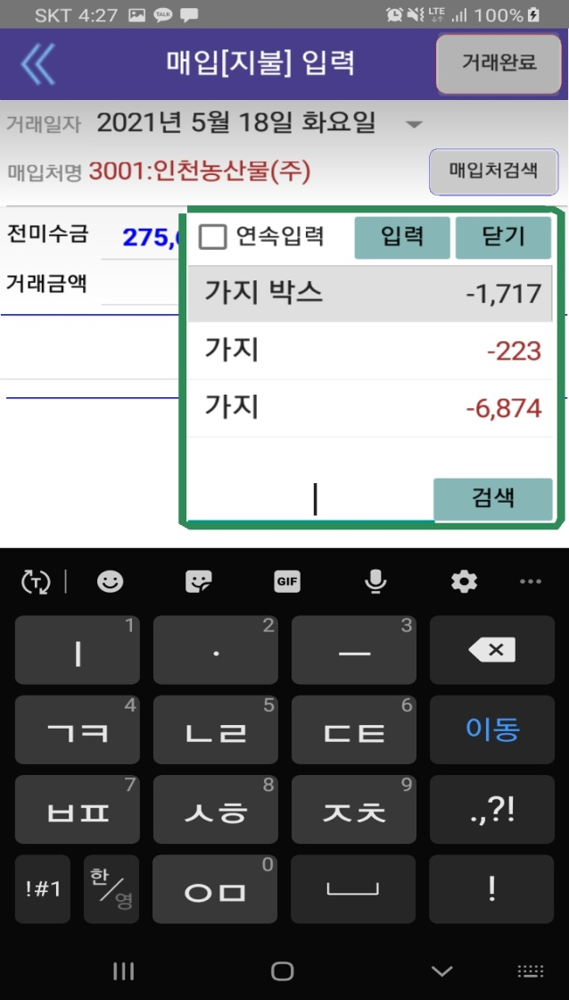 SKT 4:27 TALK LTE 100%
매입[지불] 입력 거래완료
거래일자 2021년 5월 18일 화요일
매입처명 3001:인천농산물(주) 매입처검색
전미수금 275,
거래금액
연속입력 입력 닫기
가지 박스 -1,717
가지 -223
가지 -6,874
검색
T GIF ...
ㅣ 1 · 2 ㅡ 3
ㄱㅋ 4 ㄴㄹ 5 ㄷㅌ 6 이동
ㅂㅍ 7 ㅅㅎ 8 ㅈㅊ 9 .,?!
!#1 한/영 ㅇㅁ 0 !